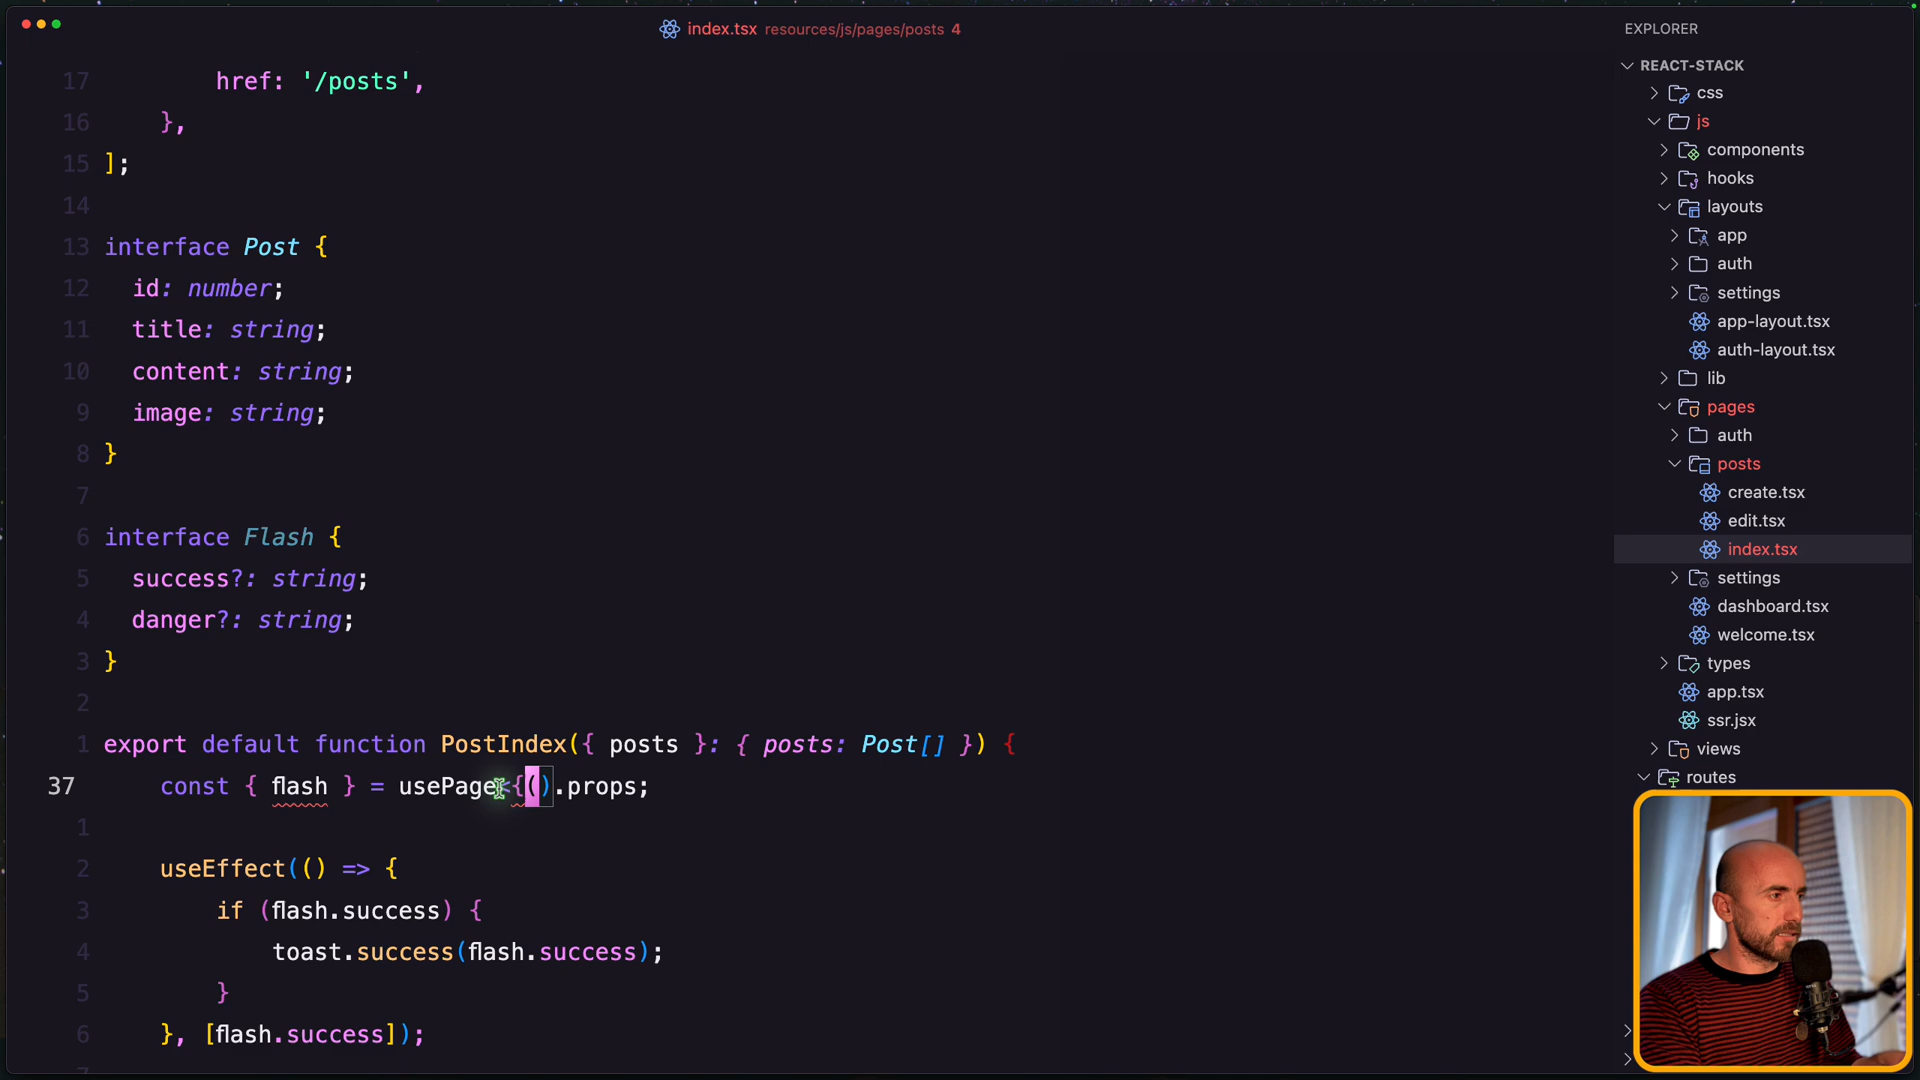 index.tsx resources/js/pages/posts 4
17 href: '/posts',
16 },
15 ];
14
13 interface Post {
12 id: number;
11 title: string;
10 content: string;
9 image: string;
8 }
7
6 interface Flash {
5 success?: string;
4 danger?: string;
3 }
2
1 export default function PostIndex({ posts }: { posts: Post[] }) {
37 const { flash } = usePage<{().props;
1
2 useEffect(() => {
3 if (flash.success) {
4 toast.success(flash.success);
5 }
6 }, [flash.success]);
7
EXPLORER
REACT-STACK
css
js
components
hooks
layouts
app
auth
settings
app-layout.tsx
auth-layout.tsx
lib
pages
auth
posts
create.tsx
edit.tsx
index.tsx
settings
dashboard.tsx
welcome.tsx
types
app.tsx
ssr.jsx
views
routes